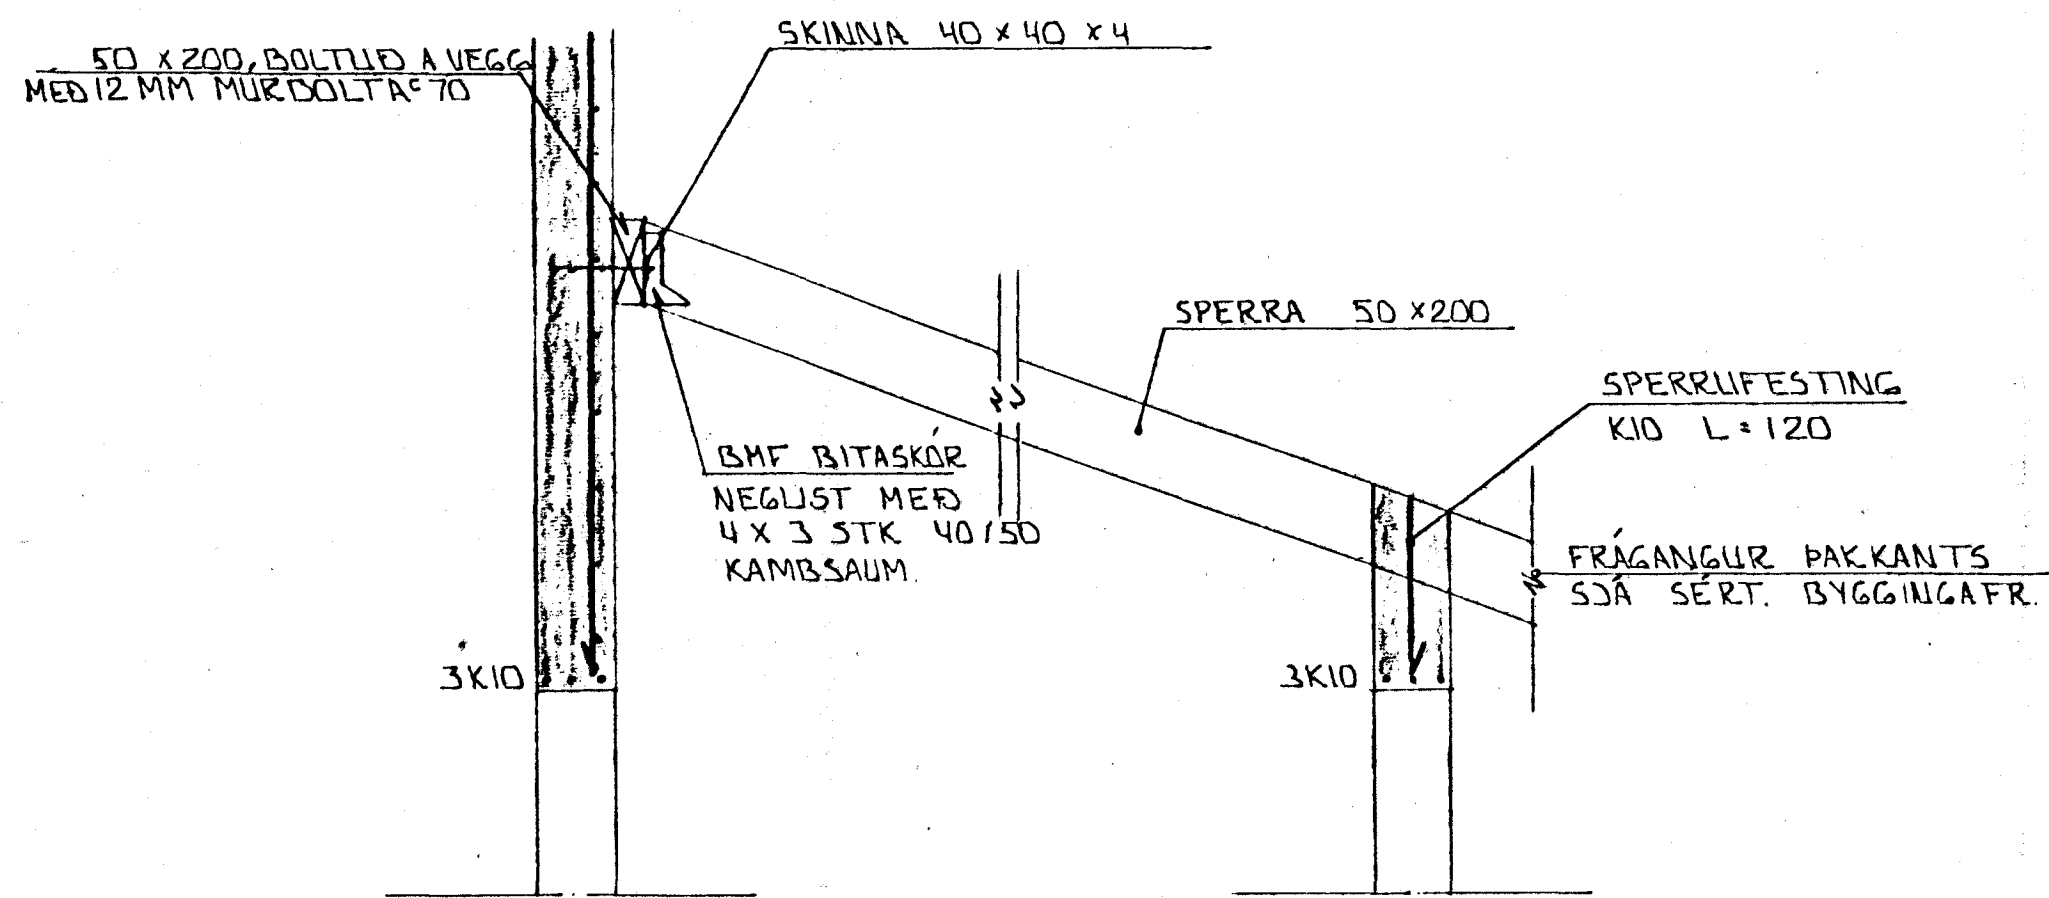 SKINNA 40 x 40 x 4
50 x 200, BOLTUÐ A VEGG
MEÐ 12 MM MÚRBOLTA c 70
SPERRA 50 x 200
SPERRUFESTING
K10 L = 120
BMF BITASKÓR
NEGLIST MEÐ
4 X 3 STK 40/50
KAMBSAUM.
FRÁGANGUR ÞAKKANTS
SJÁ SÉRT. BYGGINGAFR.
3K10
3K10